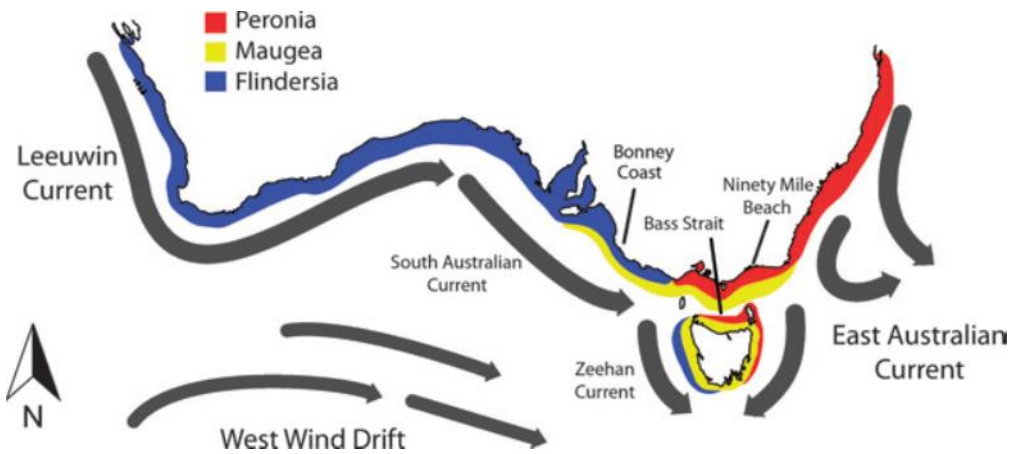 Peronia
Maugea
Flindersia
Leeuwin
Current
Bonney
Coast
Ninety Mile
Beach
Bass Strait
South Australian
Current
East Australian
Current
Zeehan
Current
N
West Wind Drift